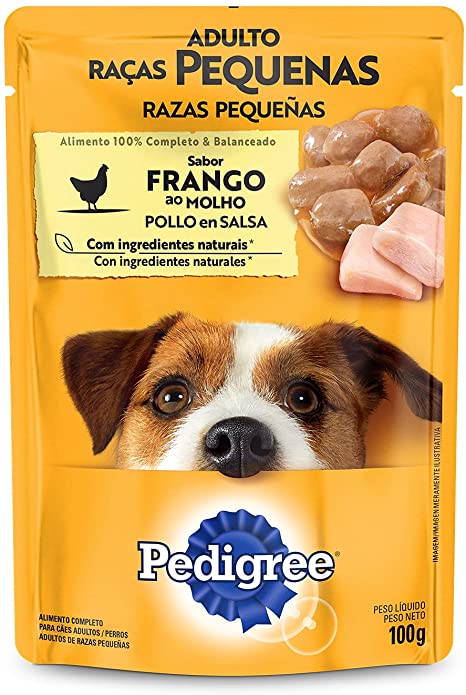 ADULTO
RAÇAS PEQUENAS
RAZAS PEQUEÑAS
Alimento 100% Completo & Balanceado
Sabor
FRANGO
ao MOLHO
POLLO en SALSA
Com ingredientes naturais*
Con ingredientes naturales*
IMAGEM/IMAGEN MERAMENTE ILUSTRATIVA
Pedigree®
ALIMENTO COMPLETO
PARA CÃES ADULTOS / PERROS
ADULTOS DE RAZAS PEQUEÑAS
PESO LÍQUIDO
PESO NETO
100g